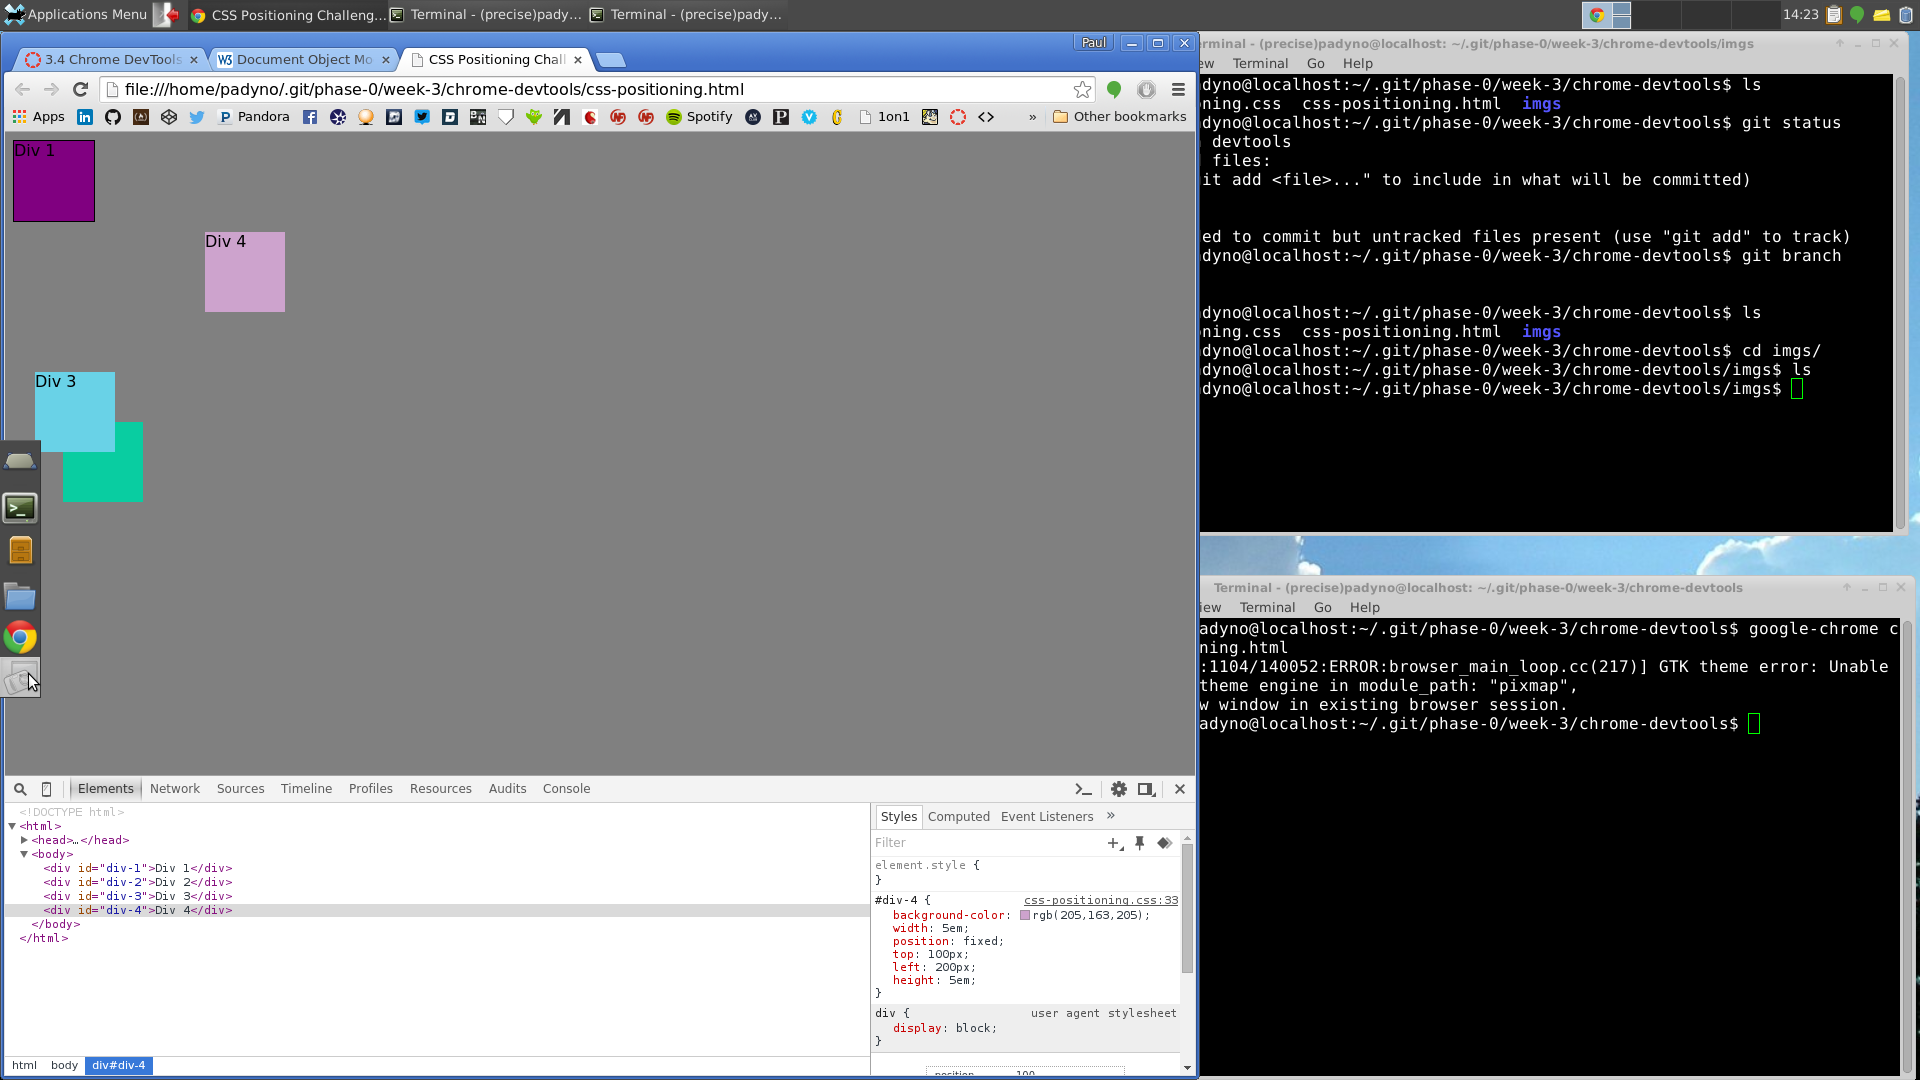 Applications Menu
CSS Positioning Challeng...
Terminal - (precise)pady...
Terminal - (precise)pady...
14:23
Paul
3.4 Chrome DevTools
Document Object Mo
CSS Positioning Chall
file:///home/padyno/.git/phase-0/week-3/chrome-devtools/css-positioning.html
Apps
Pandora
Spotify
1on1
»
Other bookmarks
Div 1
Div 4
Div 3
Elements Network Sources Timeline Profiles Resources Audits Console
<!DOCTYPE html>
<html>
<head>…</head>
<body>
<div id="div-1">Div 1</div>
<div id="div-2">Div 2</div>
<div id="div-3">Div 3</div>
<div id="div-4">Div 4</div>
</body>
</html>
html body div#div-4
Styles Computed Event Listeners »
Filter
element.style {
}
#div-4 { css-positioning.css:33
background-color: rgb(205,163,205);
width: 5em;
position: fixed;
top: 100px;
left: 200px;
height: 5em;
}
div { user agent stylesheet
display: block;
}
position 100
erminal - (precise)padyno@localhost: ~/.git/phase-0/week-3/chrome-devtools/imgs
ew Terminal Go Help
dyno@localhost:~/.git/phase-0/week-3/chrome-devtools$ ls
ning.css css-positioning.html imgs
dyno@localhost:~/.git/phase-0/week-3/chrome-devtools$ git status
devtools
files:
it add <file>..." to include in what will be committed)
ed to commit but untracked files present (use "git add" to track)
dyno@localhost:~/.git/phase-0/week-3/chrome-devtools$ git branch
dyno@localhost:~/.git/phase-0/week-3/chrome-devtools$ ls
ning.css css-positioning.html imgs
dyno@localhost:~/.git/phase-0/week-3/chrome-devtools$ cd imgs/
dyno@localhost:~/.git/phase-0/week-3/chrome-devtools/imgs$ ls
dyno@localhost:~/.git/phase-0/week-3/chrome-devtools/imgs$
Terminal - (precise)padyno@localhost: ~/.git/phase-0/week-3/chrome-devtools
iew Terminal Go Help
adyno@localhost:~/.git/phase-0/week-3/chrome-devtools$ google-chrome c
ning.html
:1104/140052:ERROR:browser_main_loop.cc(217)] GTK theme error: Unable
theme engine in module_path: "pixmap",
w window in existing browser session.
adyno@localhost:~/.git/phase-0/week-3/chrome-devtools$